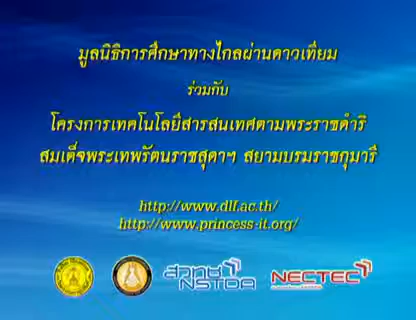 มูลนิธิการศึกษาทางไกลผ่านดาวเทียม
ร่วมกับ
โครงการเทคโนโลยีสารสนเทศตามพระราชดำริ
สมเด็จพระเทพรัตนราชสุดาฯ สยามบรมราชกุมารี
http://www.dlf.ac.th/
http://www.princess-it.org/
สวทช
NSTDA
NECTEC